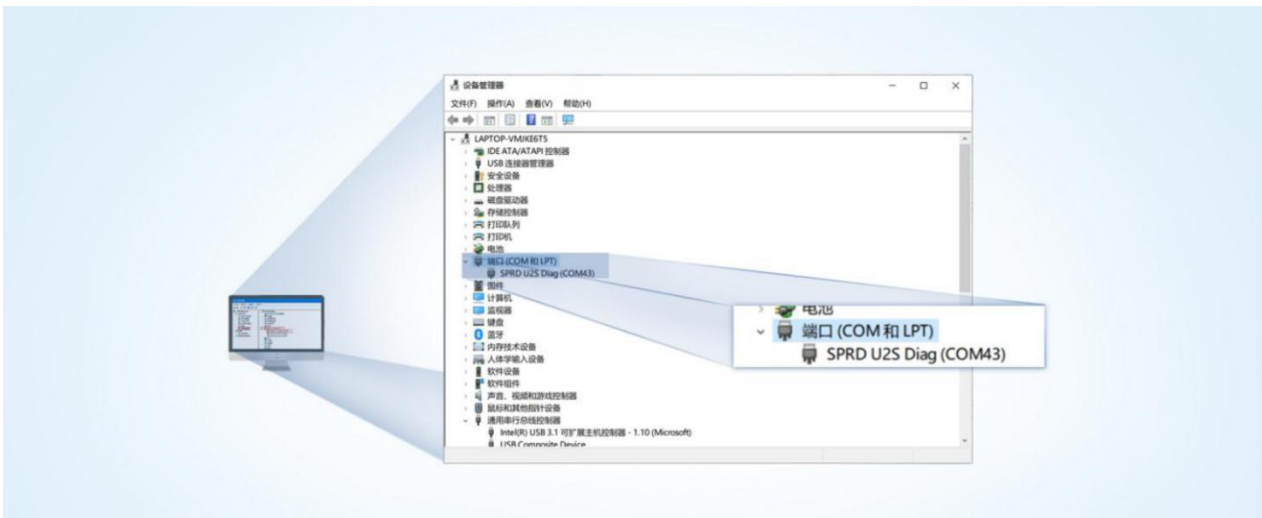 设备管理器
文件(F) 操作(A) 查看(V) 帮助(H)
LAPTOP-VMJKE6TS
IDE ATA/ATAPI 控制器
USB 连接器管理器
安全设备
处理器
磁盘驱动器
存储控制器
打印队列
打印机
电池
端口 (COM 和 LPT)
SPRD U2S Diag (COM43)
固件
计算机
监视器
键盘
蓝牙
内存技术设备
人体学输入设备
软件设备
软件组件
声音、视频和游戏控制器
鼠标和其他指针设备
通用串行总线控制器
Intel(R) USB 3.1 可扩展主机控制器 - 1.10 (Microsoft)
USB Composite Device
电池
端口 (COM 和 LPT)
SPRD U2S Diag (COM43)